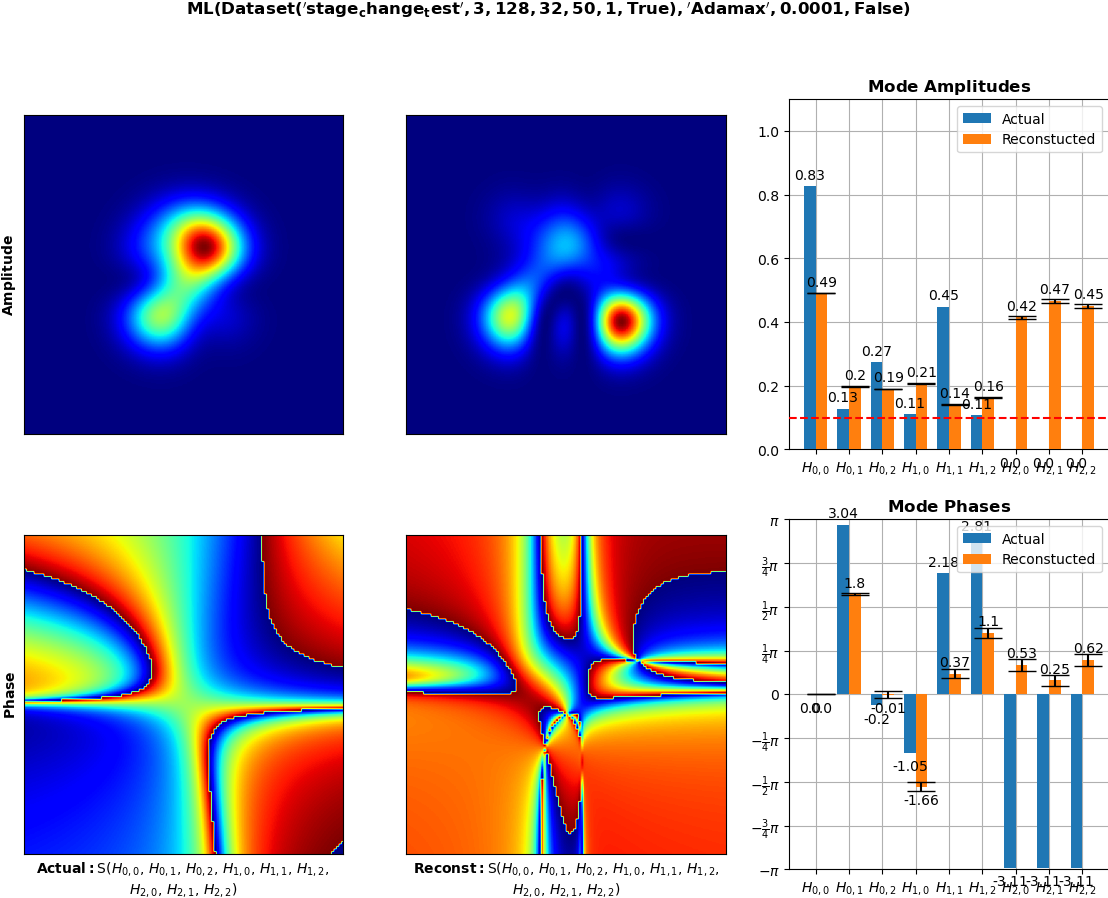 ML(Dataset('stage_change_test', 3, 128, 32, 50, 1, True), 'Adamax', 0.0001, False)
Amplitude
Mode Amplitudes
Actual
Reconstucted
1.0
0.8
0.6
0.4
0.2
0.0
0.83
0.49
0.13
0.2
0.27
0.19
0.11
0.21
0.45
0.14
0.11
0.16
0.0
0.42
0.0
0.47
0.0
0.45
H0,0 H0,1 H0,2 H1,0 H1,1 H1,2 H2,0 H2,1 H2,2
Phase
Actual: S(H0,0, H0,1, H0,2, H1,0, H1,1, H1,2,
H2,0, H2,1, H2,2)
Reconst: S(H0,0, H0,1, H0,2, H1,0, H1,1, H1,2,
H2,0, H2,1, H2,2)
Mode Phases
Actual
Reconstucted
π
3/4π
1/2π
1/4π
0
−1/4π
−1/2π
−3/4π
−π
0.0
0.0
3.04
1.8
-0.2
-0.01
-1.05
-1.66
2.18
0.37
2.81
1.1
-3.11
0.53
-3.11
0.25
-3.11
0.62
H0,0 H0,1 H0,2 H1,0 H1,1 H1,2 H2,0 H2,1 H2,2